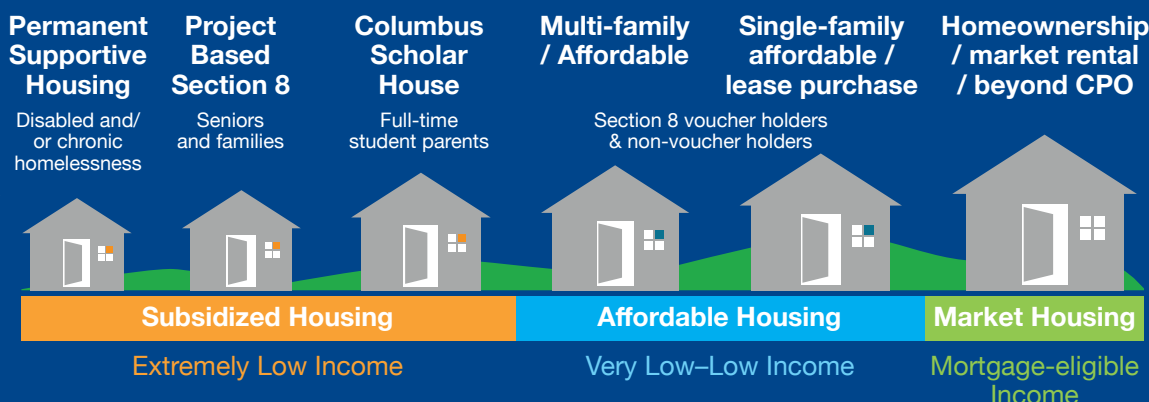 Permanent
Supportive
Housing
Disabled and/
or chronic
homelessness
Project
Based
Section 8
Seniors
and families
Columbus
Scholar
House
Full-time
student parents
Multi-family
/ Affordable
Single-family
affordable /
lease purchase
Section 8 voucher holders
& non-voucher holders
Homeownership
/ market rental
/ beyond CPO
Subsidized Housing
Affordable Housing
Market Housing
Extremely Low Income
Very Low–Low Income
Mortgage-eligible
Income